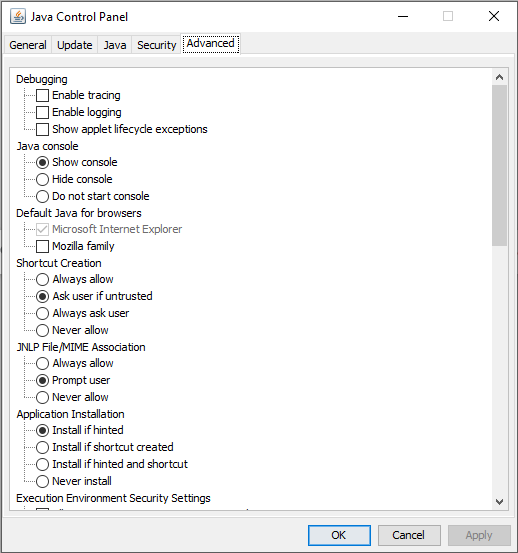 Java Control Panel
General Update Java Security Advanced
Debugging
Enable tracing
Enable logging
Show applet lifecycle exceptions
Java console
Show console
Hide console
Do not start console
Default Java for browsers
Microsoft Internet Explorer
Mozilla family
Shortcut Creation
Always allow
Ask user if untrusted
Always ask user
Never allow
JNLP File/MIME Association
Always allow
Prompt user
Never allow
Application Installation
Install if hinted
Install if shortcut created
Install if hinted and shortcut
Never install
Execution Environment Security Settings
OK Cancel Apply